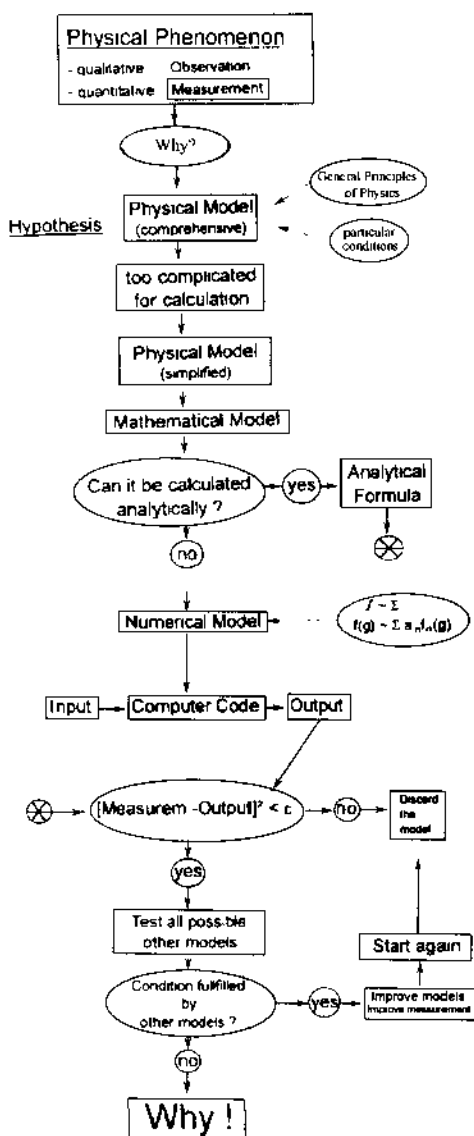 Physical Phenomenon
- qualitative Observation
- quantitative Measurement
Why?
General Principles
of Physics
Hypothesis
Physical Model
(comprehensive)
particular
conditions
too complicated
for calculation
Physical Model
(simplified)
Mathematical Model
Can it be calculated
analytically ?
yes
Analytical
Formula
no
Numerical Model
f ~ Σ
f(g) ~ Σ aₙfₙ(g)
Input
Computer Code
Output
[Measurem -Output]² < ε
no
Discard
the
model
yes
Test all possible
other models
Start again
Condition fullfilled
by
other models ?
yes
Improve models
Improve measurement
no
Why !